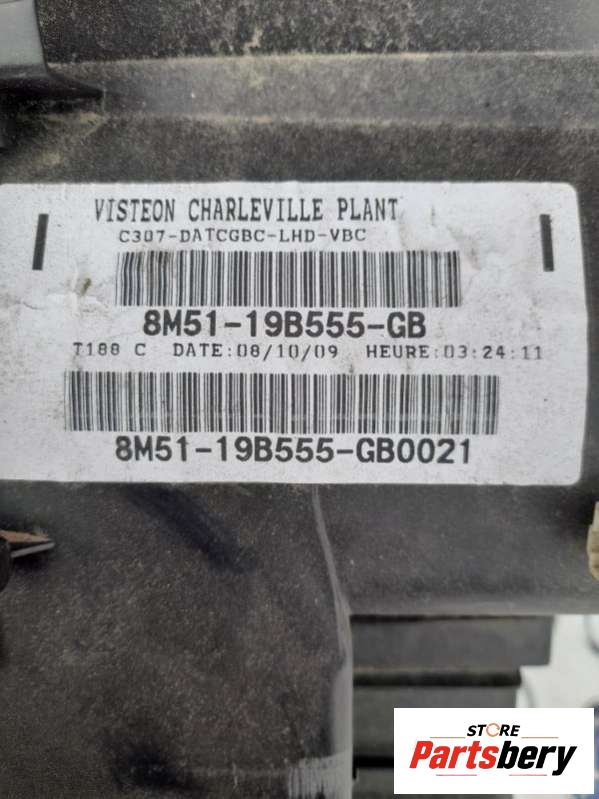 VISTEON CHARLEVILLE PLANT
C307-DATCGBC-LHD-VBC
8M51-19B555-GB
T188 C DATE:08/10/09 HEURE:03:24:11
8M51-19B555-GB0021
STORE
Partsbery